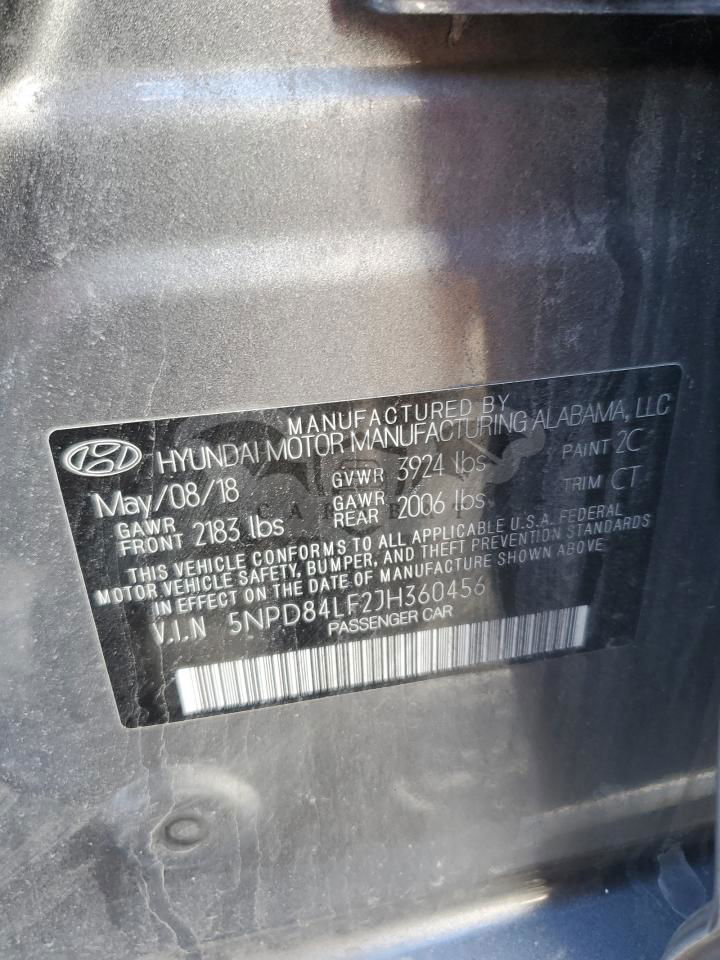 MANUFACTURED BY
HYUNDAI MOTOR MANUFACTURING ALABAMA, LLC
May/08/18 GVWR 3924 lbs PAINT 2C
GAWR FRONT 2183 lbs GAWR REAR 2006 lbs TRIM CT
THIS VEHICLE CONFORMS TO ALL APPLICABLE U.S.A. FEDERAL
MOTOR VEHICLE SAFETY, BUMPER, AND THEFT PREVENTION STANDARDS
IN EFFECT ON THE DATE OF MANUFACTURE SHOWN ABOVE
V.I.N 5NPD84LF2JH360456
PASSENGER CAR